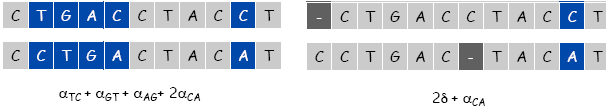 C T G A C C T A C C T
C C T G A C T A C A T
α_TC + α_GT + α_AG + 2α_CA
- C T G A C C T A C C T
C C T G A C - T A C A T
2δ + α_CA